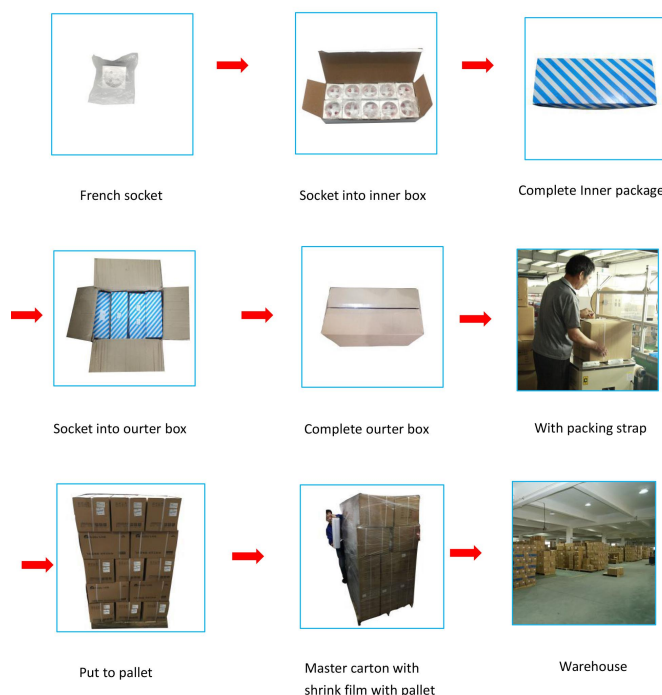 French socket
Socket into inner box
Complete Inner package
Socket into ourter box
Complete ourter box
With packing strap
Put to pallet
Master carton with
shrink film with pallet
Warehouse